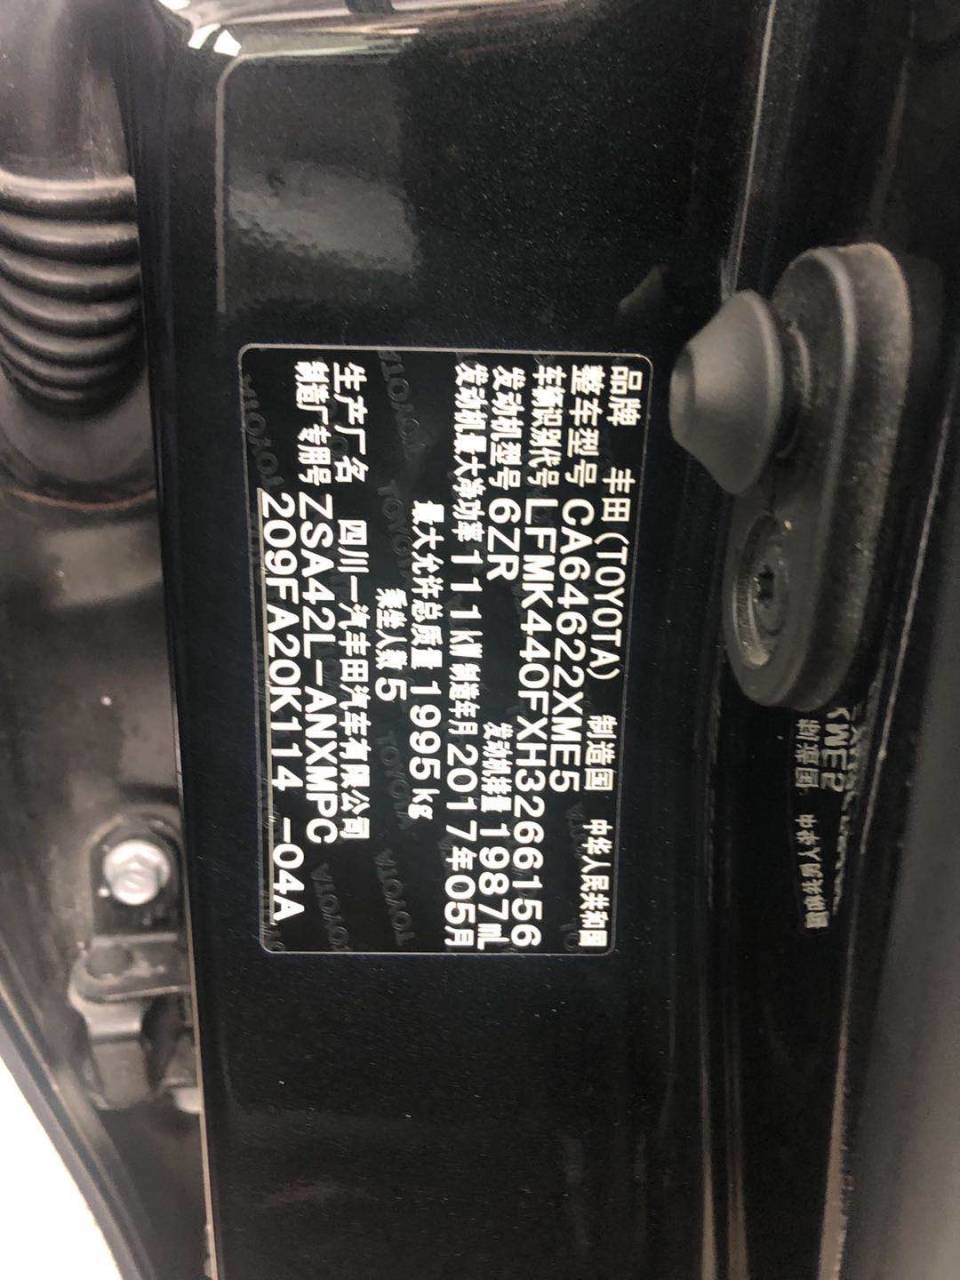 品牌 丰田(TOYOTA) 制造国 中华人民共和国
整车型号 CA64622XME5
车辆识别代号 LFMK440FXH3266156
发动机型号 6ZR 发动机排量 1987mL
发动机最大净功率 111kW 制造年月 2017年05月
最大允许总质量 1995kg
乘坐人数 5
生产厂名 四川一汽丰田汽车有限公司
制造厂专用号 ZSA42L-ANXMPC
209FA20K114 -04A